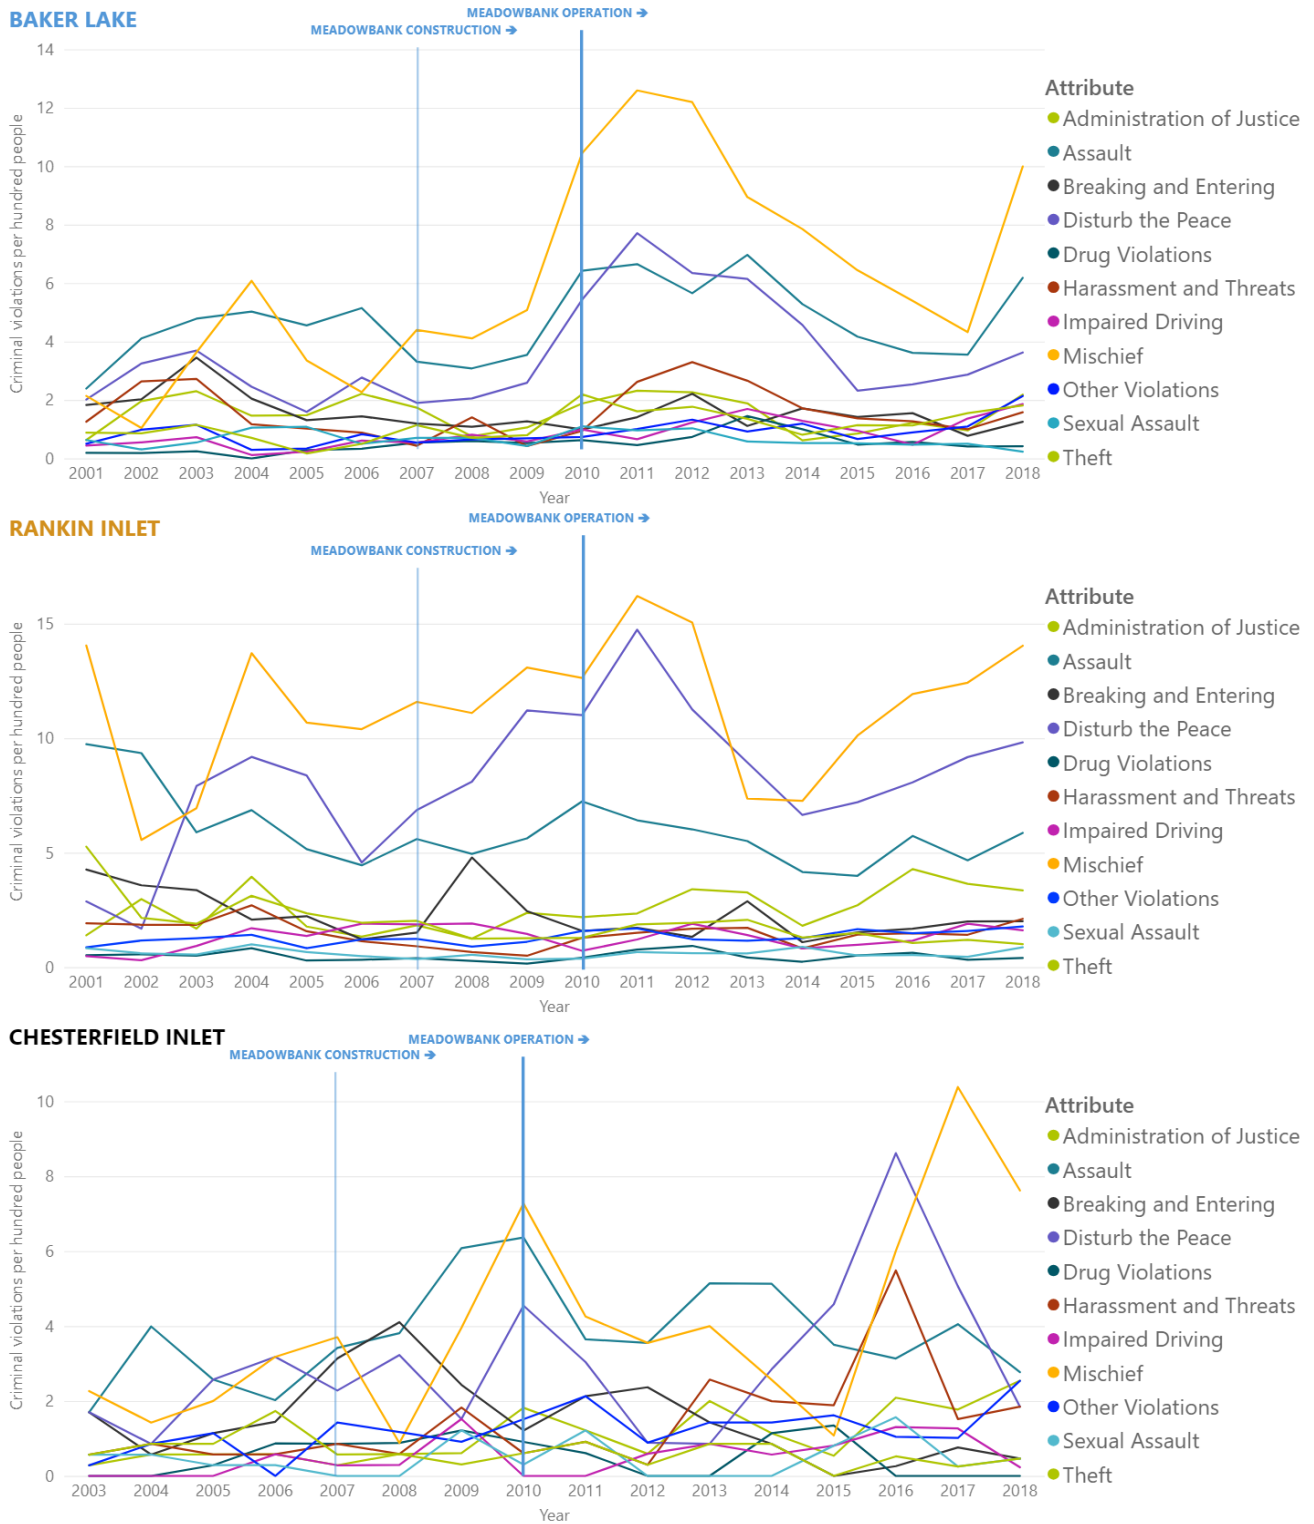 BAKER LAKE
MEADOWBANK OPERATION →
MEADOWBANK CONSTRUCTION →
Criminal violations per hundred people
14
12
10
8
6
4
2
0
2001 2002 2003 2004 2005 2006 2007 2008 2009 2010 2011 2012 2013 2014 2015 2016 2017 2018
Year
Attribute
Administration of Justice
Assault
Breaking and Entering
Disturb the Peace
Drug Violations
Harassment and Threats
Impaired Driving
Mischief
Other Violations
Sexual Assault
Theft
RANKIN INLET
MEADOWBANK OPERATION →
MEADOWBANK CONSTRUCTION →
Criminal violations per hundred people
15
10
5
0
2001 2002 2003 2004 2005 2006 2007 2008 2009 2010 2011 2012 2013 2014 2015 2016 2017 2018
Year
Attribute
Administration of Justice
Assault
Breaking and Entering
Disturb the Peace
Drug Violations
Harassment and Threats
Impaired Driving
Mischief
Other Violations
Sexual Assault
Theft
CHESTERFIELD INLET
MEADOWBANK OPERATION →
MEADOWBANK CONSTRUCTION →
Criminal violations per hundred people
10
8
6
4
2
0
2003 2004 2005 2006 2007 2008 2009 2010 2011 2012 2013 2014 2015 2016 2017 2018
Year
Attribute
Administration of Justice
Assault
Breaking and Entering
Disturb the Peace
Drug Violations
Harassment and Threats
Impaired Driving
Mischief
Other Violations
Sexual Assault
Theft